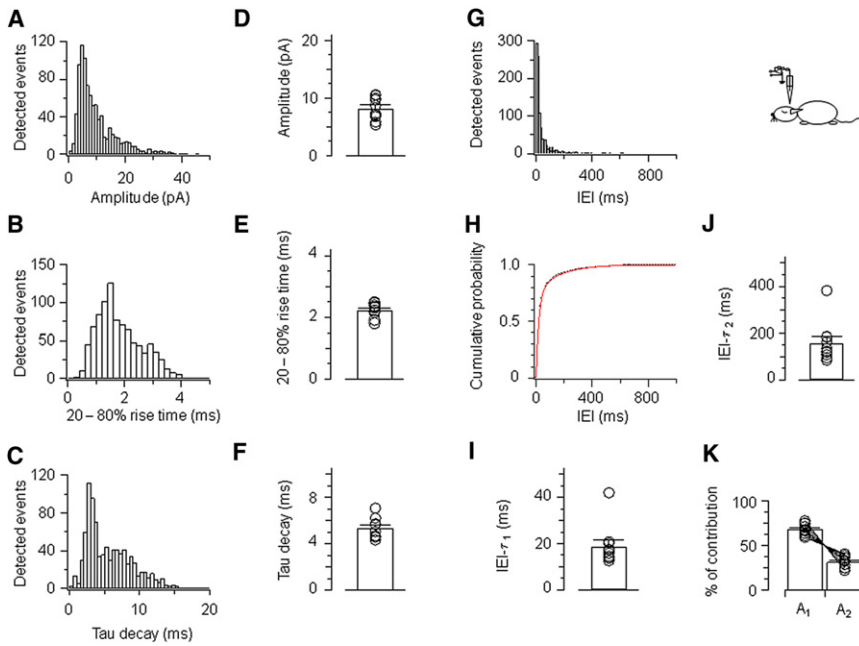 A
Detected events
120
80
40
0
0
20
40
Amplitude (pA)
B
Detected events
150
100
50
0
0
2
4
20 – 80% rise time (ms)
C
Detected events
120
80
40
0
0
10
20
Tau decay (ms)
D
Amplitude (pA)
20
10
0
E
20 – 80% rise time (ms)
4
2
0
F
Tau decay (ms)
8
4
0
G
Detected events
300
200
100
0
0
400
800
IEI (ms)
H
Cumulative probability
1.0
0.5
0
0
400
800
IEI (ms)
I
IEI-τ1 (ms)
40
20
0
J
IEI-τ2 (ms)
400
200
0
K
% of contribution
100
50
0
A1
A2